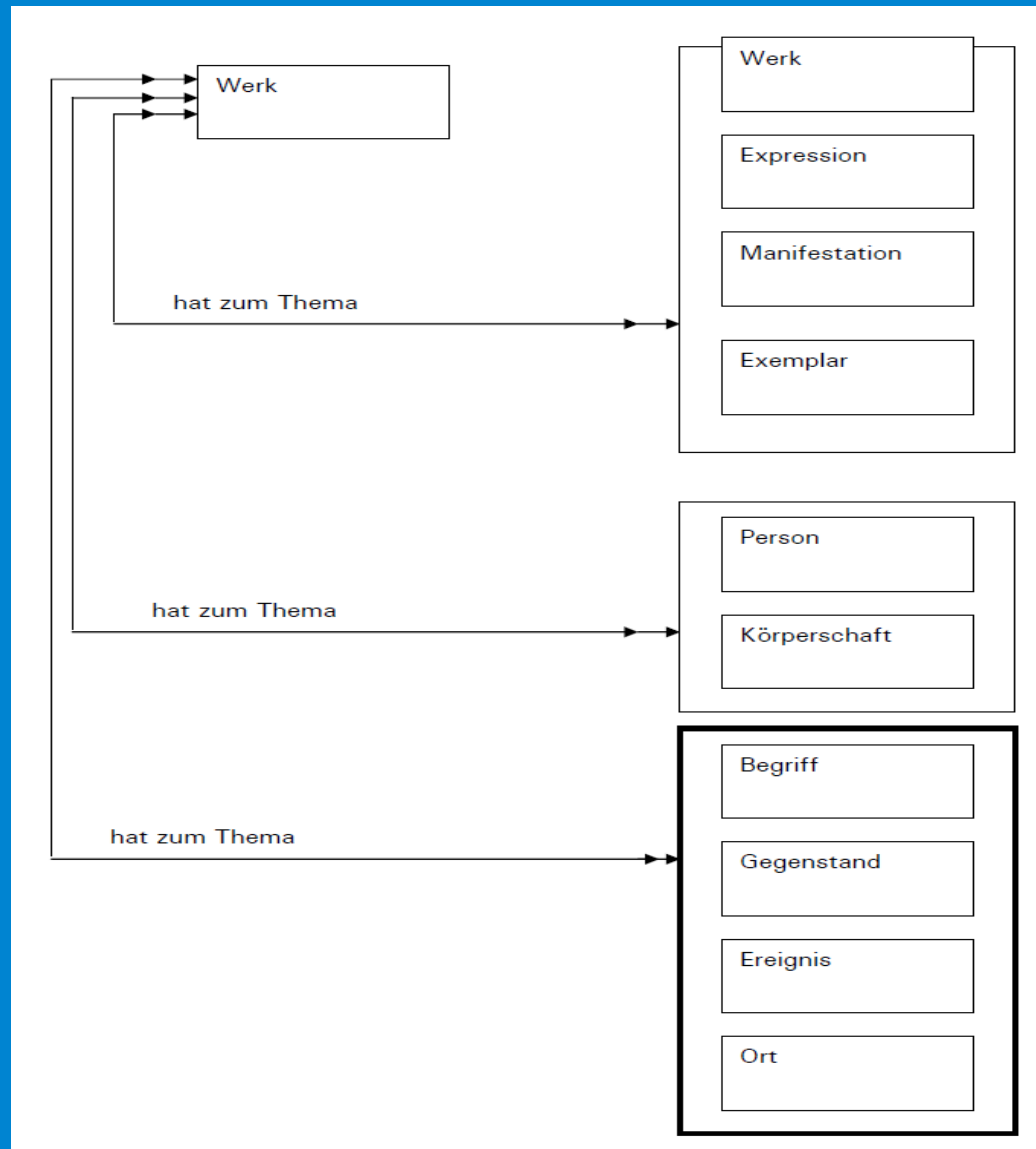 Werk
Werk
Expression
Manifestation
hat zum Thema
Exemplar
Person
hat zum Thema
Körperschaft
Begriff
hat zum Thema
Gegenstand
Ereignis
Ort